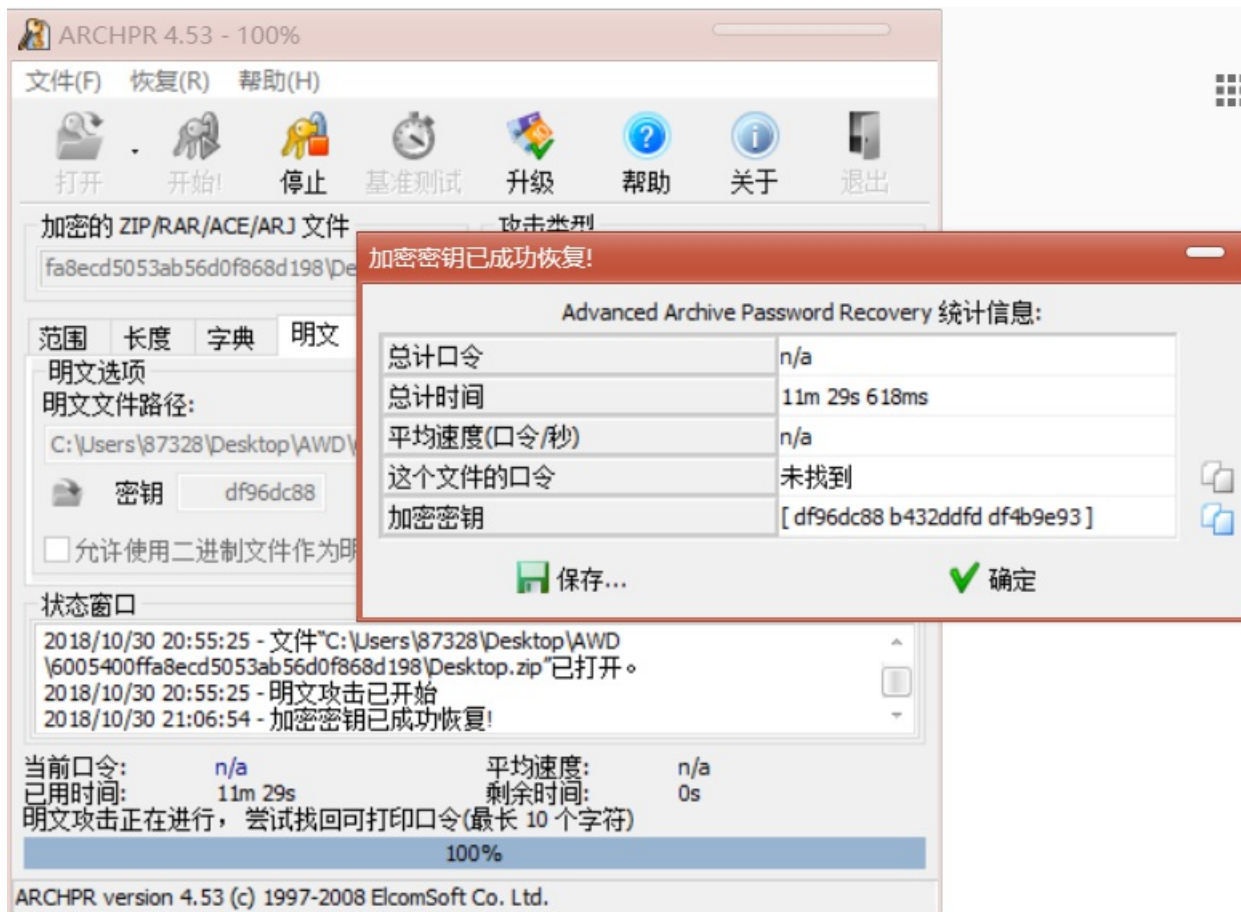 ARCHPR 4.53 - 100%
文件(F) 恢复(R) 帮助(H)
打开 开始! 停止 基准测试 升级 帮助 关于 退出
加密的 ZIP/RAR/ACE/ARJ 文件 攻击类型
fa8ecd5053ab56d0f868d198\De
加密密钥已成功恢复!
Advanced Archive Password Recovery 统计信息:
总计口令 n/a
总计时间 11m 29s 618ms
平均速度(口令/秒) n/a
这个文件的口令 未找到
加密密钥 [ df96dc88 b432ddfd df4b9e93 ]
保存... 确定
范围 长度 字典 明文
明文选项
明文文件路径:
C:\Users\87328\Desktop\AWD\
密钥 df96dc88
允许使用二进制文件作为明
状态窗口
2018/10/30 20:55:25 - 文件"C:\Users\87328\Desktop\AWD
\6005400ffa8ecd5053ab56d0f868d198\Desktop.zip"已打开。
2018/10/30 20:55:25 - 明文攻击已开始
2018/10/30 21:06:54 - 加密密钥已成功恢复!
当前口令: n/a 平均速度: n/a
已用时间: 11m 29s 剩余时间: 0s
明文攻击正在进行，尝试找回可打印口令(最长 10 个字符)
100%
ARCHPR version 4.53 (c) 1997-2008 ElcomSoft Co. Ltd.